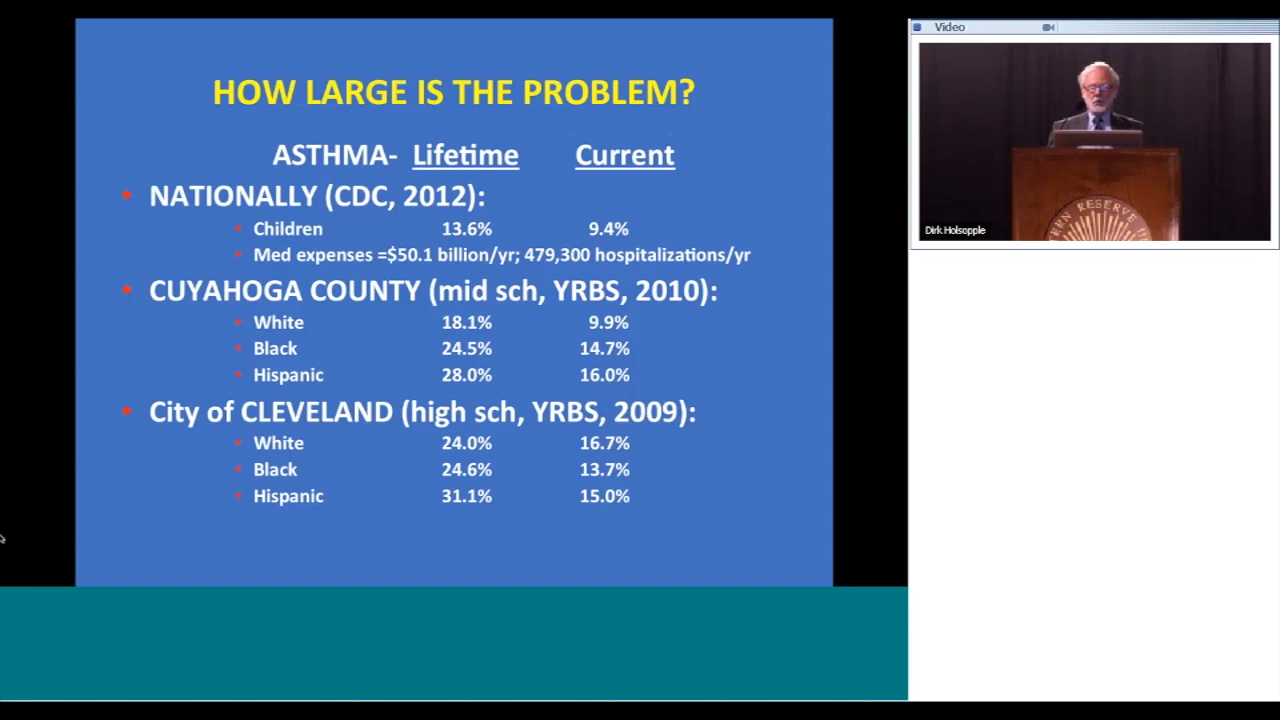 HOW LARGE IS THE PROBLEM?
ASTHMA- Lifetime Current
• NATIONALLY (CDC, 2012):
• Children 13.6% 9.4%
• Med expenses =$50.1 billion/yr; 479,300 hospitalizations/yr
• CUYAHOGA COUNTY (mid sch, YRBS, 2010):
• White 18.1% 9.9%
• Black 24.5% 14.7%
• Hispanic 28.0% 16.0%
• City of CLEVELAND (high sch, YRBS, 2009):
• White 24.0% 16.7%
• Black 24.6% 13.7%
• Hispanic 31.1% 15.0%
Video
TERN RESERVE UN
Dirk Holsopple